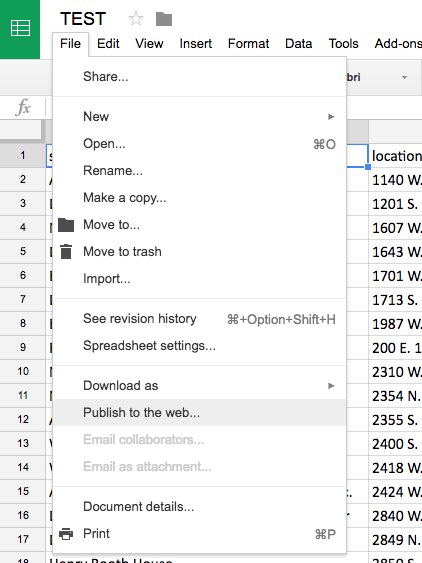 TEST
File Edit View Insert Format Data Tools Add-ons
Share...
bri
New
fx
Open... ⌘O
1 location
Rename...
2 1140 W.
Make a copy...
3 1201 S.
Move to...
4 1607 W.
Move to trash
5 1643 W.
Import...
6 1701 W.
7 1713 S.
See revision history ⌘+Option+Shift+H
8 1987 W.
Spreadsheet settings...
9 200 E. 1
10 2310 W.
Download as
11 2354 N.
Publish to the web...
12 2355 S.
Email collaborators...
13 2400 S.
Email as attachment...
14 2418 W.
15 2424 W.
Document details...
16 2840 W.
Print ⌘P
17 2849 N.
18 Henry Booth House 2850 S.